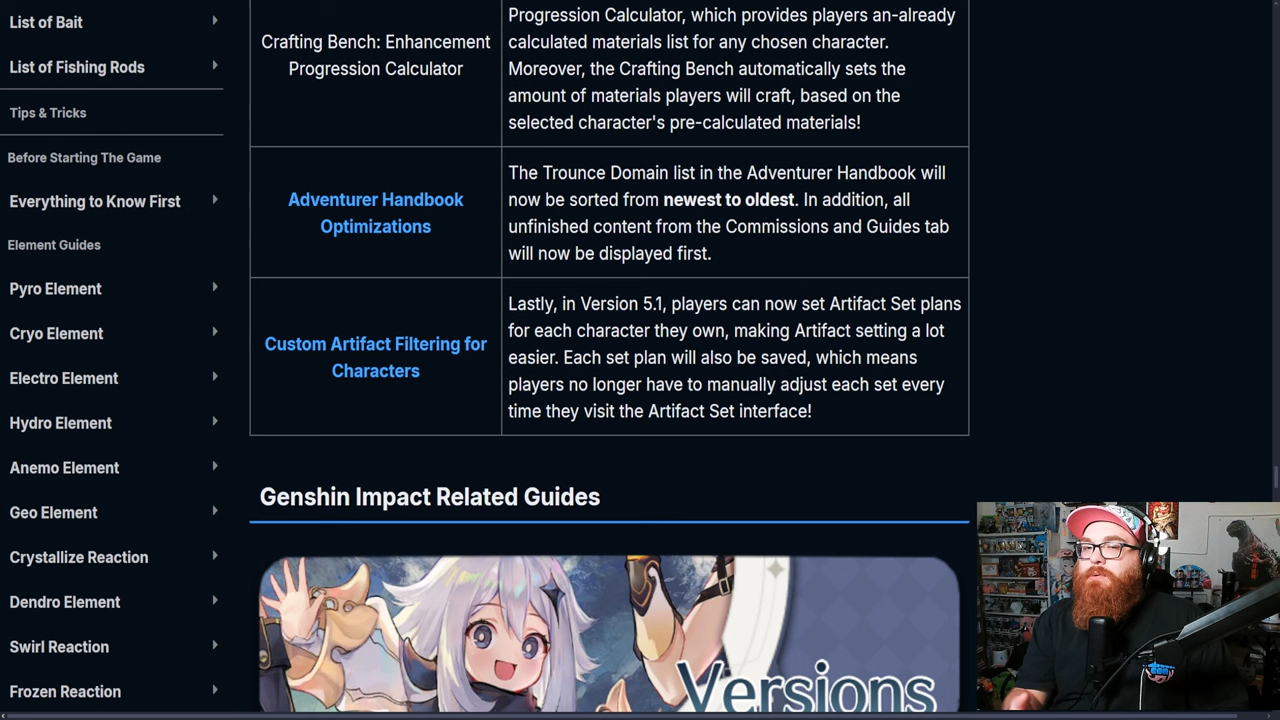 List of Bait
List of Fishing Rods
Tips & Tricks
Before Starting The Game
Everything to Know First
Element Guides
Pyro Element
Cryo Element
Electro Element
Hydro Element
Anemo Element
Geo Element
Crystallize Reaction
Dendro Element
Swirl Reaction
Frozen Reaction
Crafting Bench: Enhancement
Progression Calculator
Progression Calculator, which provides players an-already
calculated materials list for any chosen character.
Moreover, the Crafting Bench automatically sets the
amount of materials players will craft, based on the
selected character's pre-calculated materials!
Adventurer Handbook
Optimizations
The Trounce Domain list in the Adventurer Handbook will
now be sorted from newest to oldest. In addition, all
unfinished content from the Commissions and Guides tab
will now be displayed first.
Custom Artifact Filtering for
Characters
Lastly, in Version 5.1, players can now set Artifact Set plans
for each character they own, making Artifact setting a lot
easier. Each set plan will also be saved, which means
players no longer have to manually adjust each set every
time they visit the Artifact Set interface!
Genshin Impact Related Guides
Versions